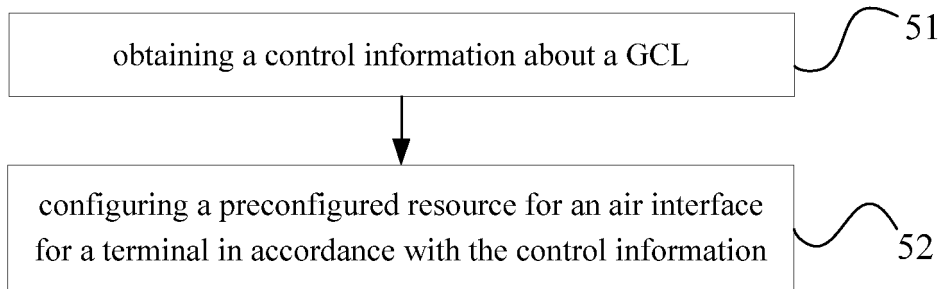 obtaining a control information about a GCL
51
configuring a preconfigured resource for an air interface
for a terminal in accordance with the control information
52